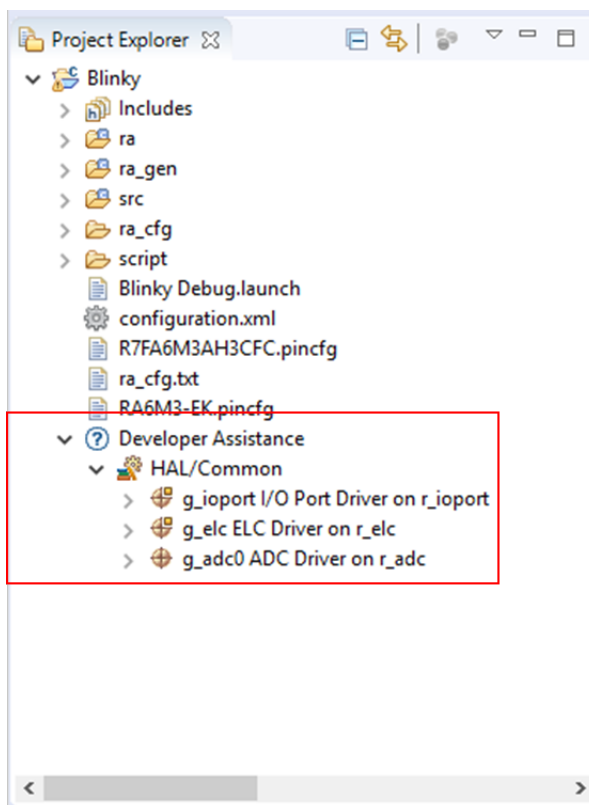 Project Explorer
Blinky
Includes
ra
ra_gen
src
ra_cfg
script
Blinky Debug.launch
configuration.xml
R7FA6M3AH3CFC.pincfg
ra_cfg.txt
RA6M3-EK.pincfg
Developer Assistance
HAL/Common
g_ioport I/O Port Driver on r_ioport
g_elc ELC Driver on r_elc
g_adc0 ADC Driver on r_adc